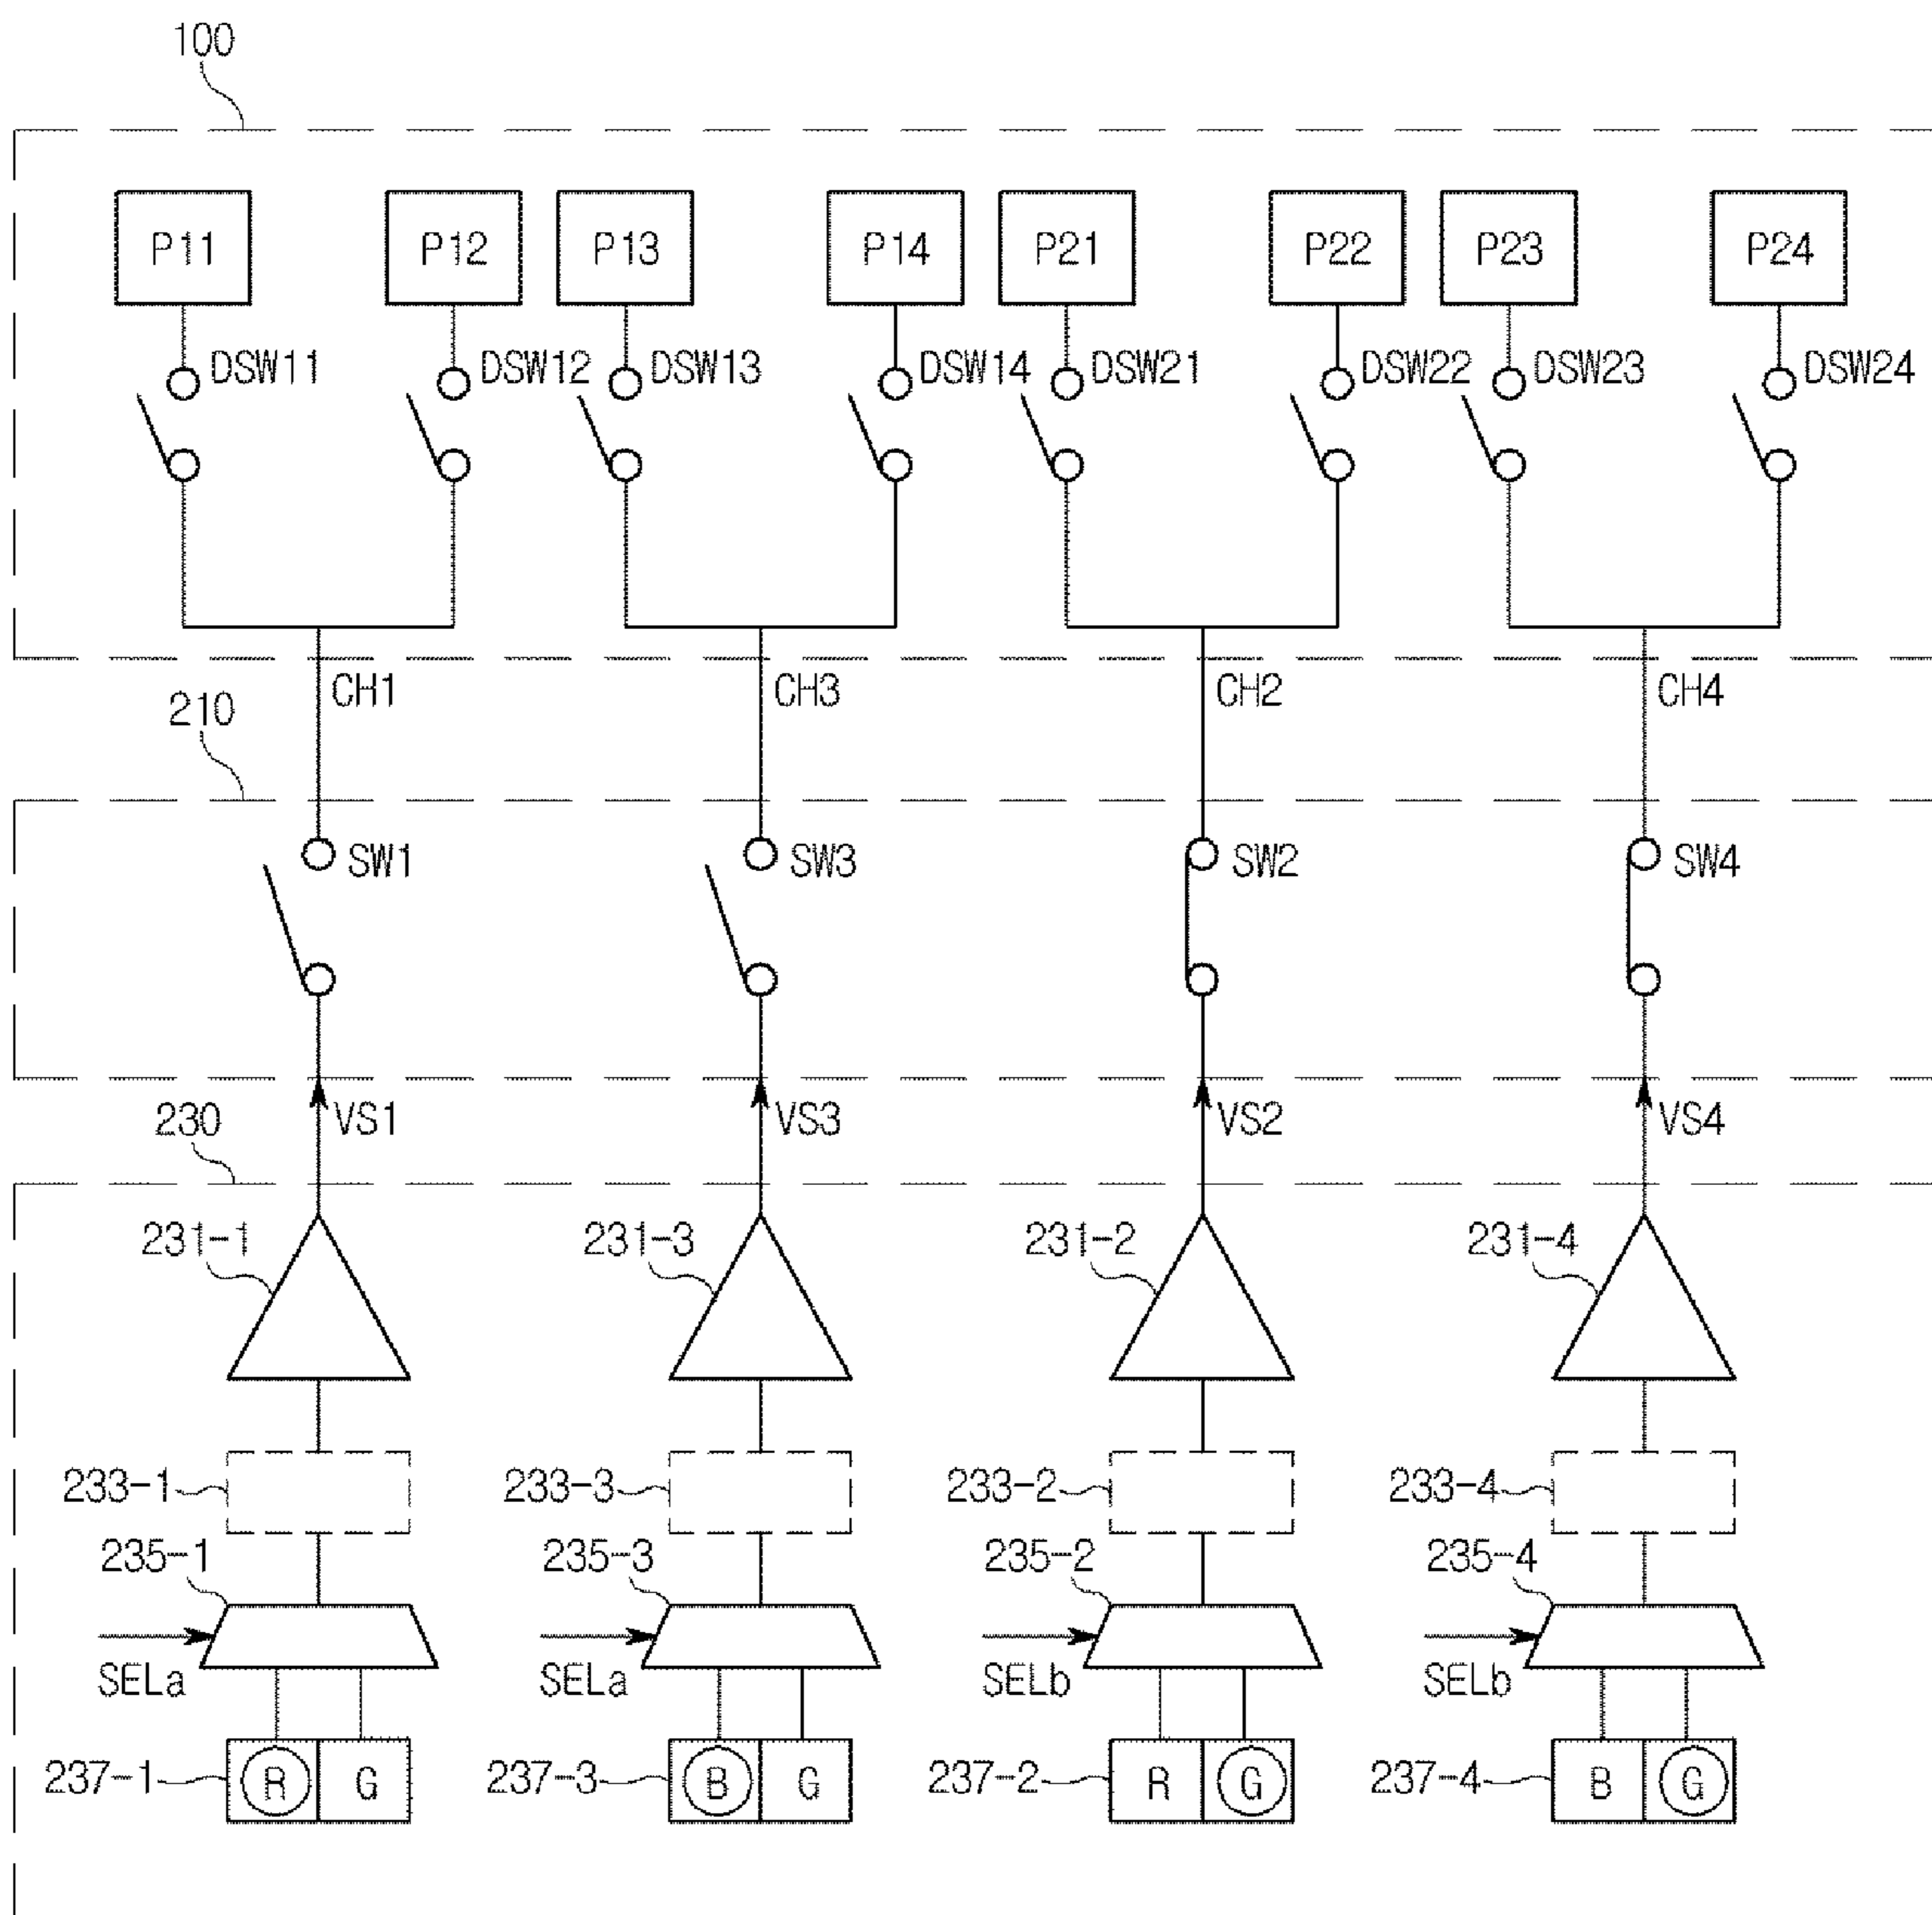 100
P11 P12 P13 P14 P21 P22 P23 P24
DSW11 DSW12 DSW13 DSW14 DSW21 DSW22 DSW23 DSW24
CH1 CH3 CH2 CH4
210
SW1 SW3 SW2 SW4
VS1 VS3 VS2 VS4
230
231-1 231-3 231-2 231-4
233-1 233-3 233-2 233-4
235-1 235-3 235-2 235-4
SELa SELa SELb SELb
237-1 R G 237-3 B G 237-2 R G 237-4 B G